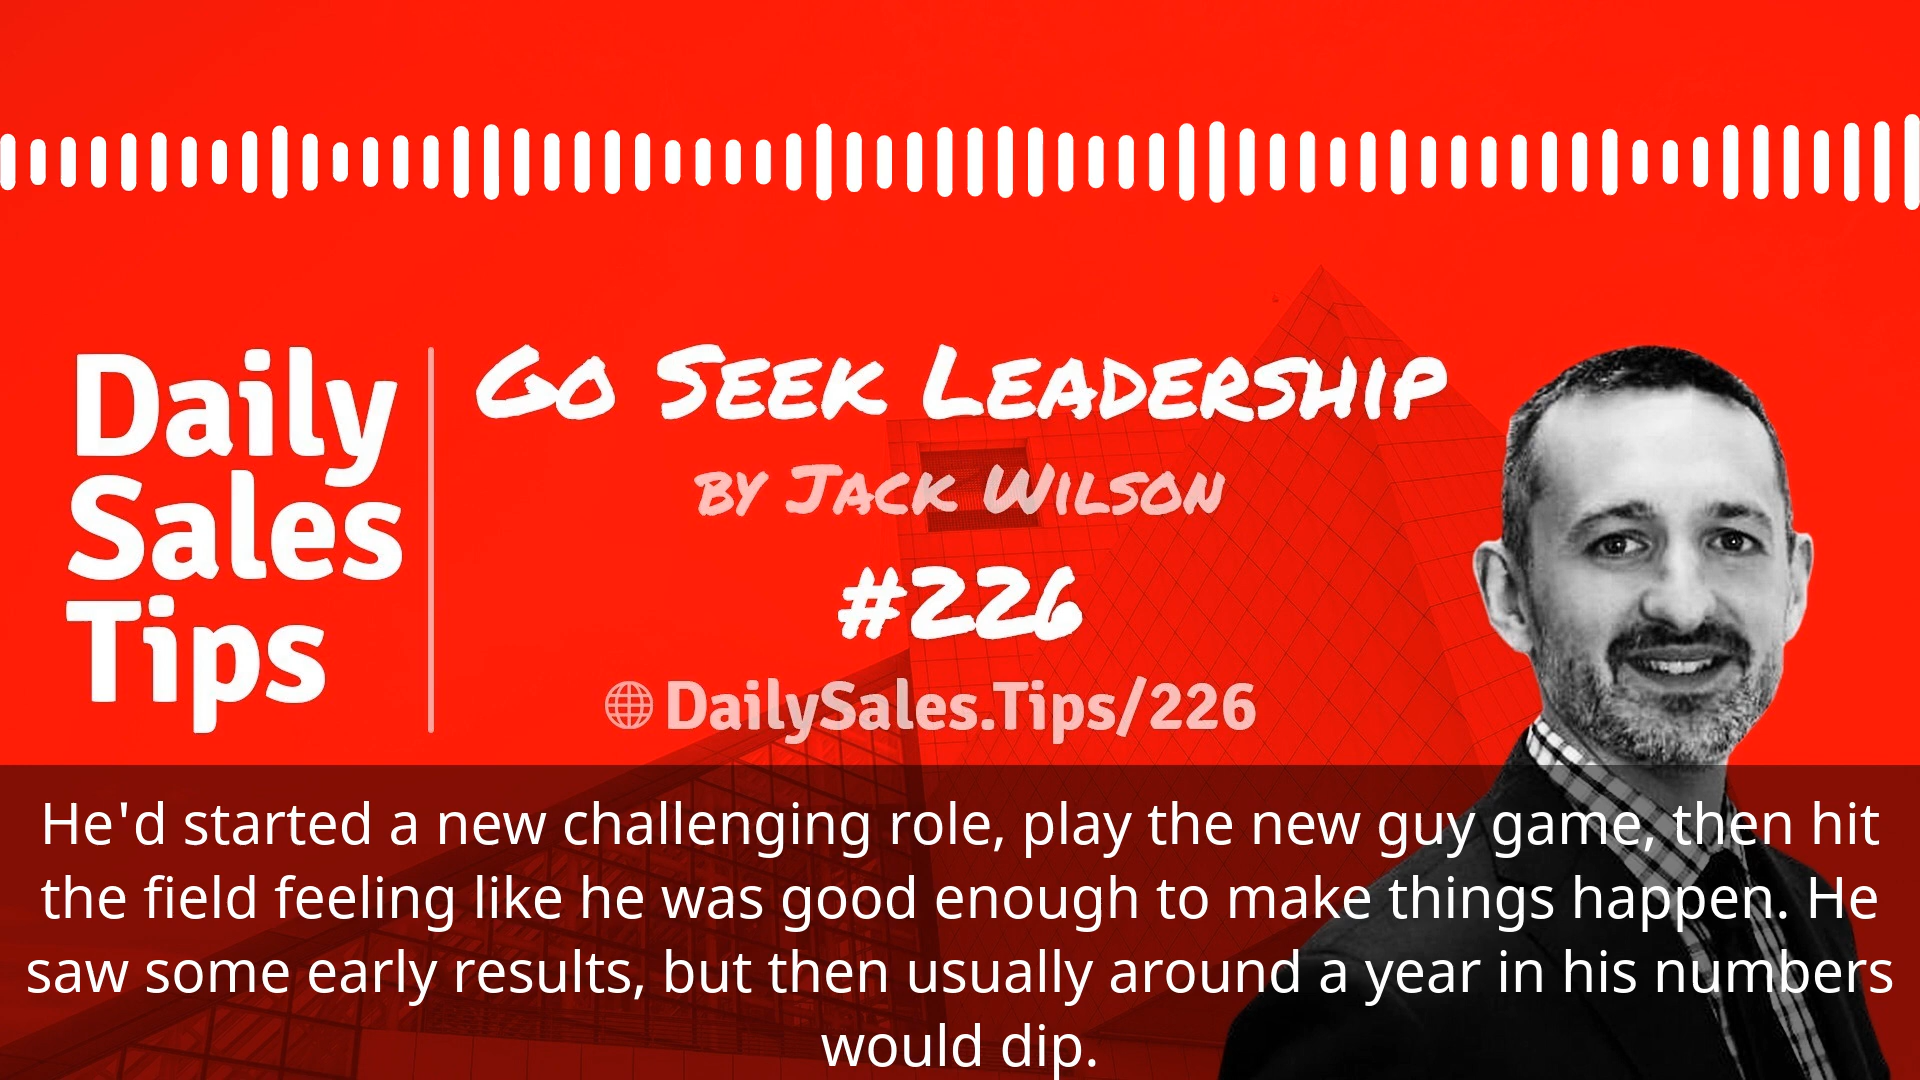 Daily
Sales
Tips
Go Seek Leadership
by Jack Wilson
#226
DailySales.Tips/226
He'd started a new challenging role, play the new guy game, then hit
the field feeling like he was good enough to make things happen. He
saw some early results, but then usually around a year in his numbers
would dip.